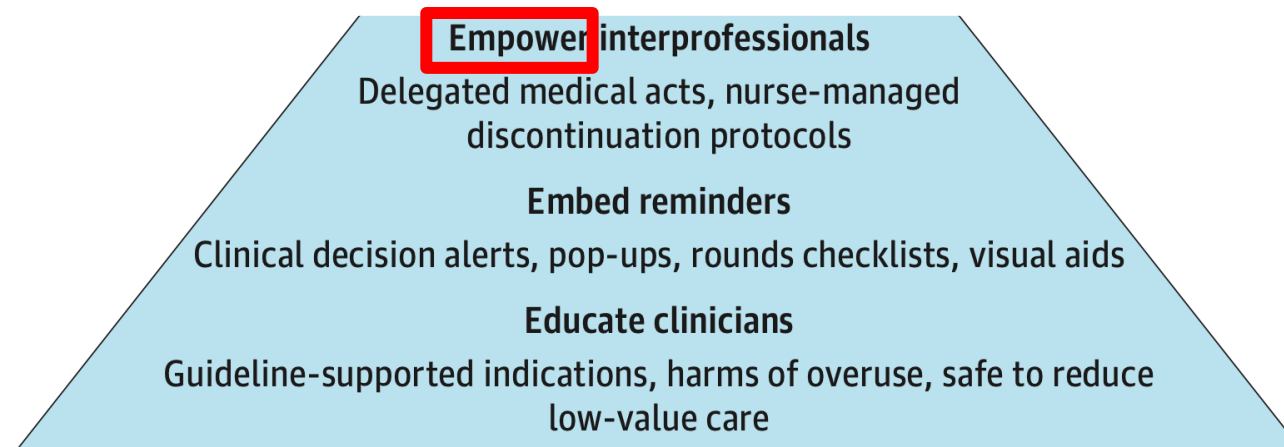 Empower interprofessionals
Delegated medical acts, nurse-managed
discontinuation protocols
Embed reminders
Clinical decision alerts, pop-ups, rounds checklists, visual aids
Educate clinicians
Guideline-supported indications, harms of overuse, safe to reduce
low-value care